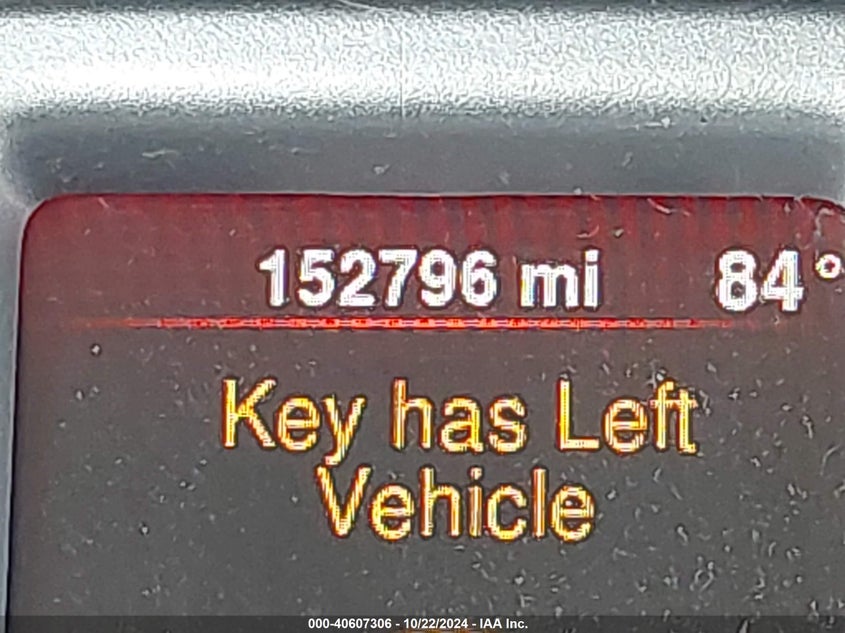 152796 mi 84°
Key has Left
Vehicle
000-40607306 - 10/22/2024 - IAA Inc.